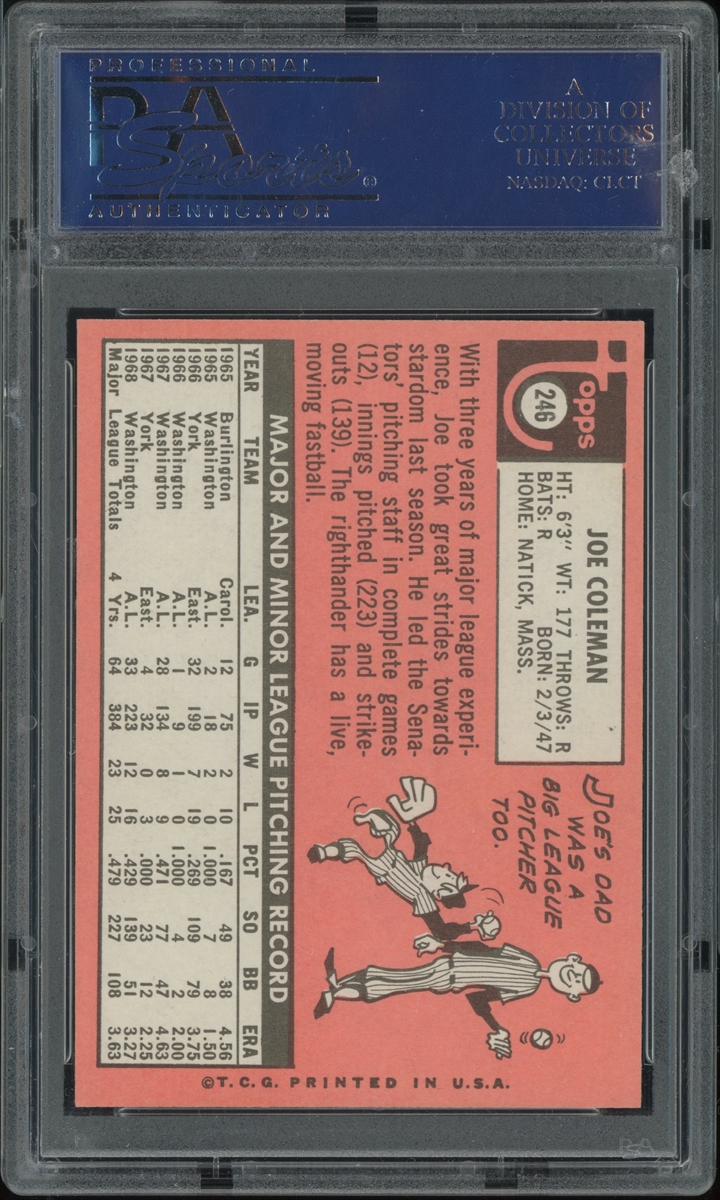 PROFESSIONAL
PSA
Sports®
AUTHENTICATOR
A
DIVISION OF
COLLECTORS
UNIVERSE
NASDAQ: CLCT
Topps
246
JOE COLEMAN
HT: 6'3" WT: 177 THROWS: R
BATS: R BORN: 2/3/47
HOME: NATICK, MASS.
With three years of major league experi-
ence, Joe took great strides towards
stardom last season. He led the Sena-
tors' pitching staff in complete games
(12), innings pitched (223) and strike-
outs (139). The righthander has a live,
moving fastball.
JOE'S DAD
WAS A
BIG LEAGUE
PITCHER
TOO.
MAJOR AND MINOR LEAGUE PITCHING RECORD
YEAR TEAM LEA. G IP W L PCT SO BB ERA
1965 Burlington Carol. 12 75 2 10 .167 49 38 4.56
1965 Washington A.L. 2 18 2 0 1.000 7 8 1.50
1966 York East. 32 199 7 19 .269 109 79 3.75
1966 Washington A.L. 1 9 1 0 1.000 4 2 2.00
1967 Washington A.L. 28 134 8 9 .471 77 47 4.63
1967 York East. 4 32 0 3 .000 23 12 2.25
1968 Washington A.L. 33 223 12 16 .429 139 51 3.27
Major League Totals 4 Yrs. 64 384 23 25 .479 227 108 3.63
©T.C.G. PRINTED IN U.S.A.
PSA